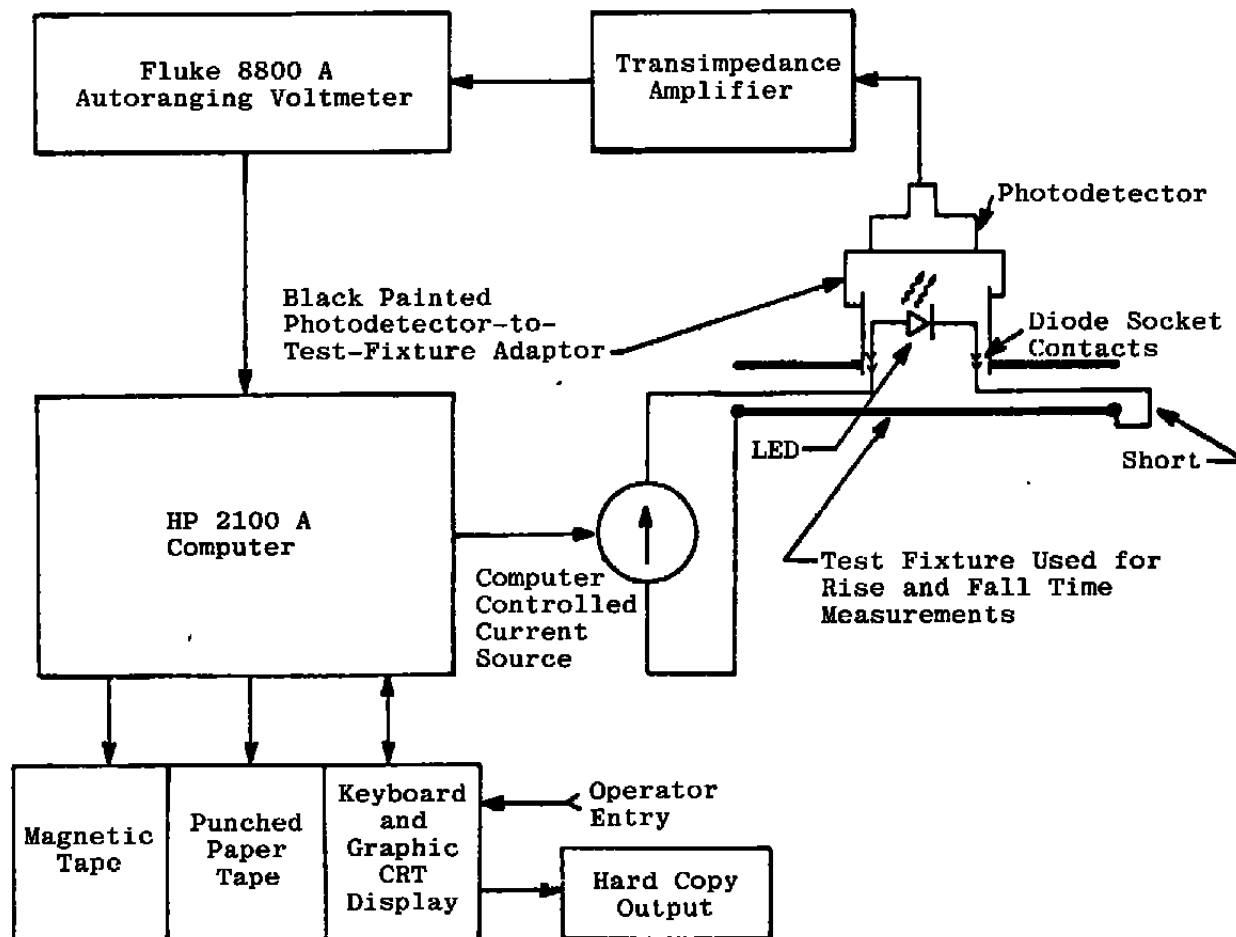 Fluke 8800 A
Autoranging Voltmeter
Transimpedance
Amplifier
Photodetector
Black Painted
Photodetector-to-
Test-Fixture Adaptor
Diode Socket
Contacts
LED
Short
HP 2100 A
Computer
Computer
Controlled
Current
Source
Test Fixture Used for
Rise and Fall Time
Measurements
Magnetic
Tape
Punched
Paper
Tape
Keyboard
and
Graphic
CRT
Display
Operator
Entry
Hard Copy
Output